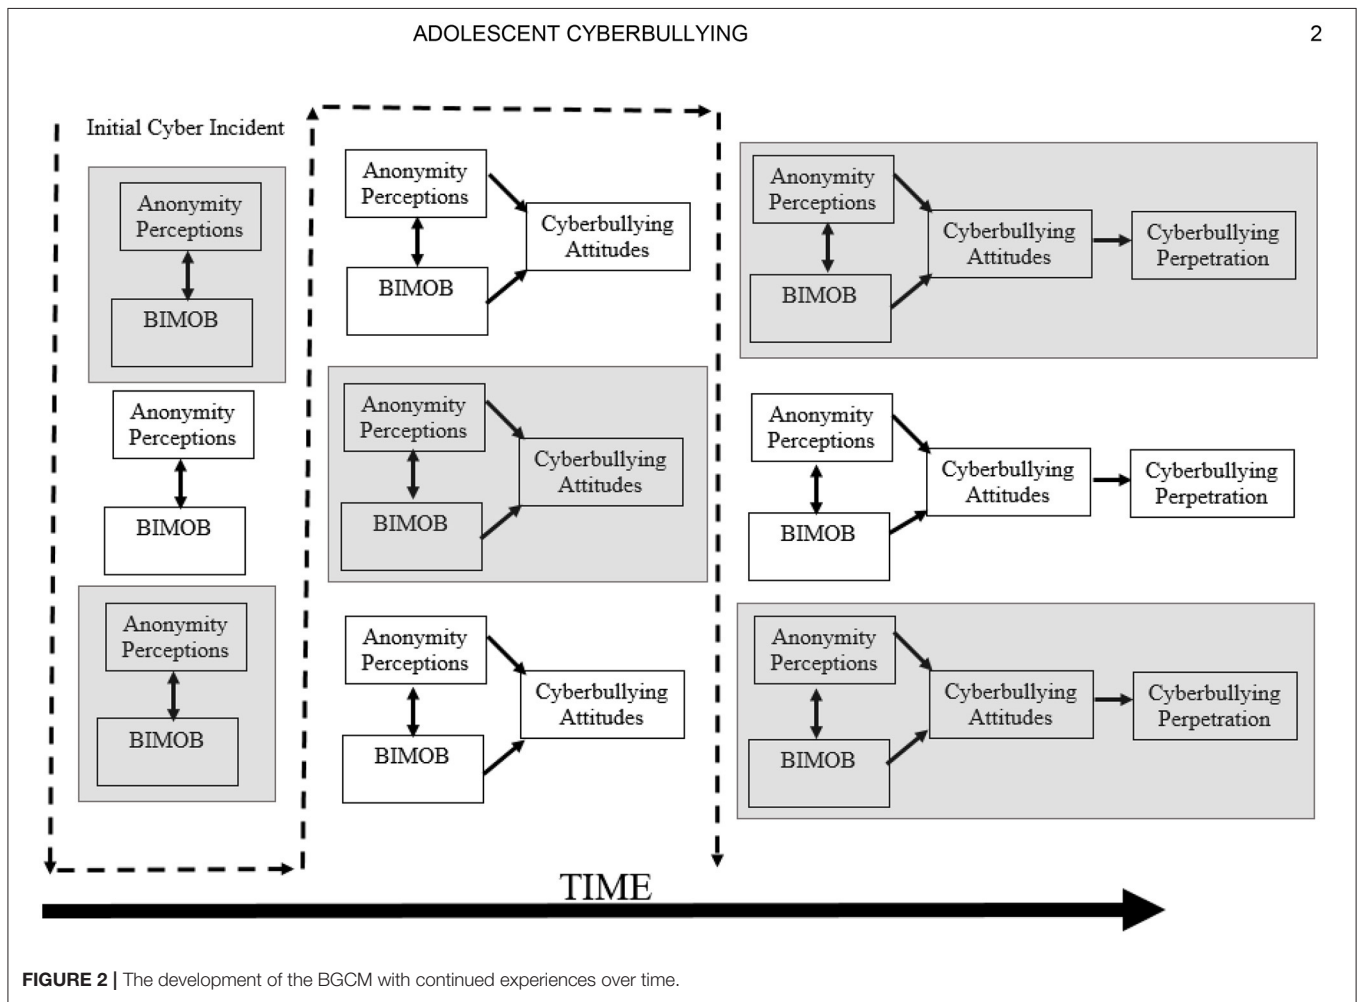 ADOLESCENT CYBERBULLYING
2
Initial Cyber Incident
Anonymity
Perceptions
BIMOB
Anonymity
Perceptions
BIMOB
Anonymity
Perceptions
BIMOB
Anonymity
Perceptions
BIMOB
Cyberbullying
Attitudes
Anonymity
Perceptions
BIMOB
Cyberbullying
Attitudes
Anonymity
Perceptions
BIMOB
Cyberbullying
Attitudes
Anonymity
Perceptions
BIMOB
Cyberbullying
Attitudes
Cyberbullying
Perpetration
Anonymity
Perceptions
BIMOB
Cyberbullying
Attitudes
Cyberbullying
Perpetration
Anonymity
Perceptions
BIMOB
Cyberbullying
Attitudes
Cyberbullying
Perpetration
TIME
FIGURE 2 | The development of the BGCM with continued experiences over time.